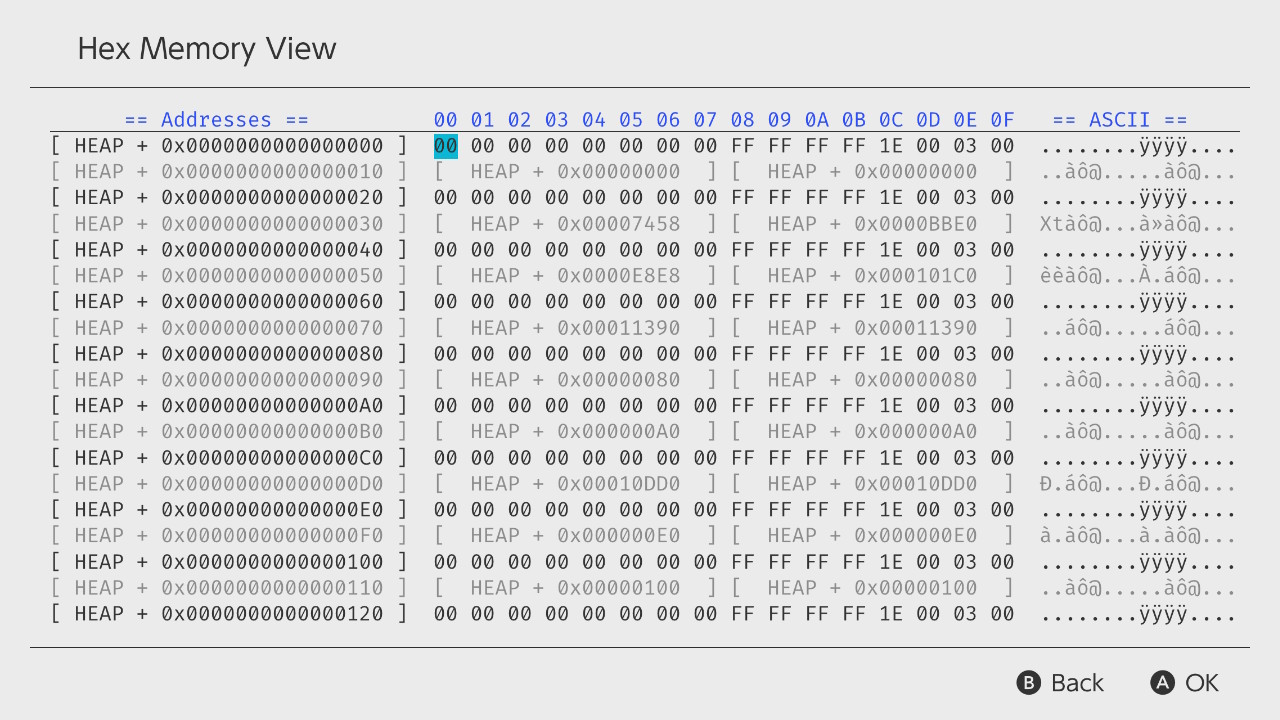 Hex Memory View
== Addresses == 00 01 02 03 04 05 06 07 08 09 0A 0B 0C 0D 0E 0F == ASCII ==
[ HEAP + 0x0000000000000000 ] 00 00 00 00 00 00 00 00 FF FF FF FF 1E 00 03 00 ........ÿÿÿÿ....
[ HEAP + 0x0000000000000010 ] [ HEAP + 0x00000000 ] [ HEAP + 0x00000000 ] ..àô@.....àô@...
[ HEAP + 0x0000000000000020 ] 00 00 00 00 00 00 00 00 FF FF FF FF 1E 00 03 00 ........ÿÿÿÿ....
[ HEAP + 0x0000000000000030 ] [ HEAP + 0x00007458 ] [ HEAP + 0x0000BBE0 ] Xtàô@...à»àô@...
[ HEAP + 0x0000000000000040 ] 00 00 00 00 00 00 00 00 FF FF FF FF 1E 00 03 00 ........ÿÿÿÿ....
[ HEAP + 0x0000000000000050 ] [ HEAP + 0x0000E8E8 ] [ HEAP + 0x000101C0 ] èèàô@...À.áô@...
[ HEAP + 0x0000000000000060 ] 00 00 00 00 00 00 00 00 FF FF FF FF 1E 00 03 00 ........ÿÿÿÿ....
[ HEAP + 0x0000000000000070 ] [ HEAP + 0x00011390 ] [ HEAP + 0x00011390 ] ..áô@.....áô@...
[ HEAP + 0x0000000000000080 ] 00 00 00 00 00 00 00 00 FF FF FF FF 1E 00 03 00 ........ÿÿÿÿ....
[ HEAP + 0x0000000000000090 ] [ HEAP + 0x00000080 ] [ HEAP + 0x00000080 ] ..àô@.....àô@...
[ HEAP + 0x00000000000000A0 ] 00 00 00 00 00 00 00 00 FF FF FF FF 1E 00 03 00 ........ÿÿÿÿ....
[ HEAP + 0x00000000000000B0 ] [ HEAP + 0x000000A0 ] [ HEAP + 0x000000A0 ] ..àô@.....àô@...
[ HEAP + 0x00000000000000C0 ] 00 00 00 00 00 00 00 00 FF FF FF FF 1E 00 03 00 ........ÿÿÿÿ....
[ HEAP + 0x00000000000000D0 ] [ HEAP + 0x00010DD0 ] [ HEAP + 0x00010DD0 ] Ð.áô@...Ð.áô@...
[ HEAP + 0x00000000000000E0 ] 00 00 00 00 00 00 00 00 FF FF FF FF 1E 00 03 00 ........ÿÿÿÿ....
[ HEAP + 0x00000000000000F0 ] [ HEAP + 0x000000E0 ] [ HEAP + 0x000000E0 ] à.àô@...à.àô@...
[ HEAP + 0x0000000000000100 ] 00 00 00 00 00 00 00 00 FF FF FF FF 1E 00 03 00 ........ÿÿÿÿ....
[ HEAP + 0x0000000000000110 ] [ HEAP + 0x00000100 ] [ HEAP + 0x00000100 ] ..àô@.....àô@...
[ HEAP + 0x0000000000000120 ] 00 00 00 00 00 00 00 00 FF FF FF FF 1E 00 03 00 ........ÿÿÿÿ....
B Back A OK